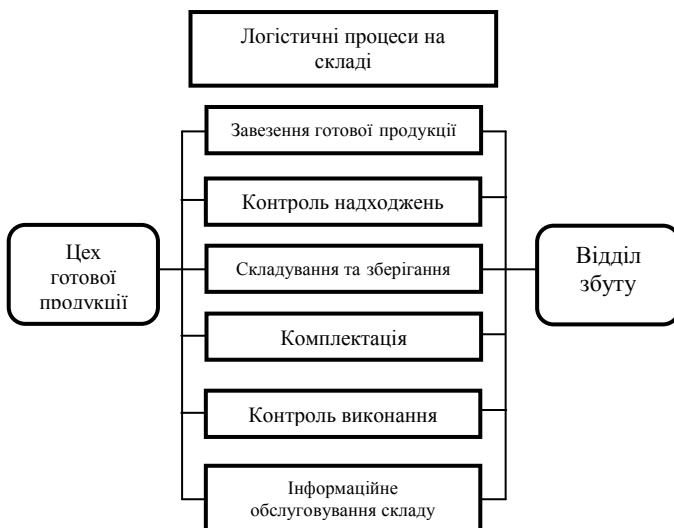 Логістичні процеси на
складі
Завезення готової продукції
Контроль надходжень
Цех
готової
продукції
Складування та зберігання
Відділ
збуту
Комплектація
Контроль виконання
Інформаційне
обслуговування складу